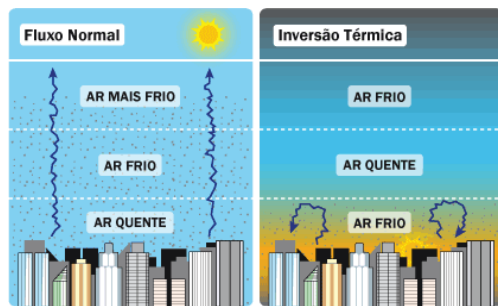 Fluxo Normal
AR MAIS FRIO
AR FRIO
AR QUENTE
Inversão Térmica
AR FRIO
AR QUENTE
AR FRIO